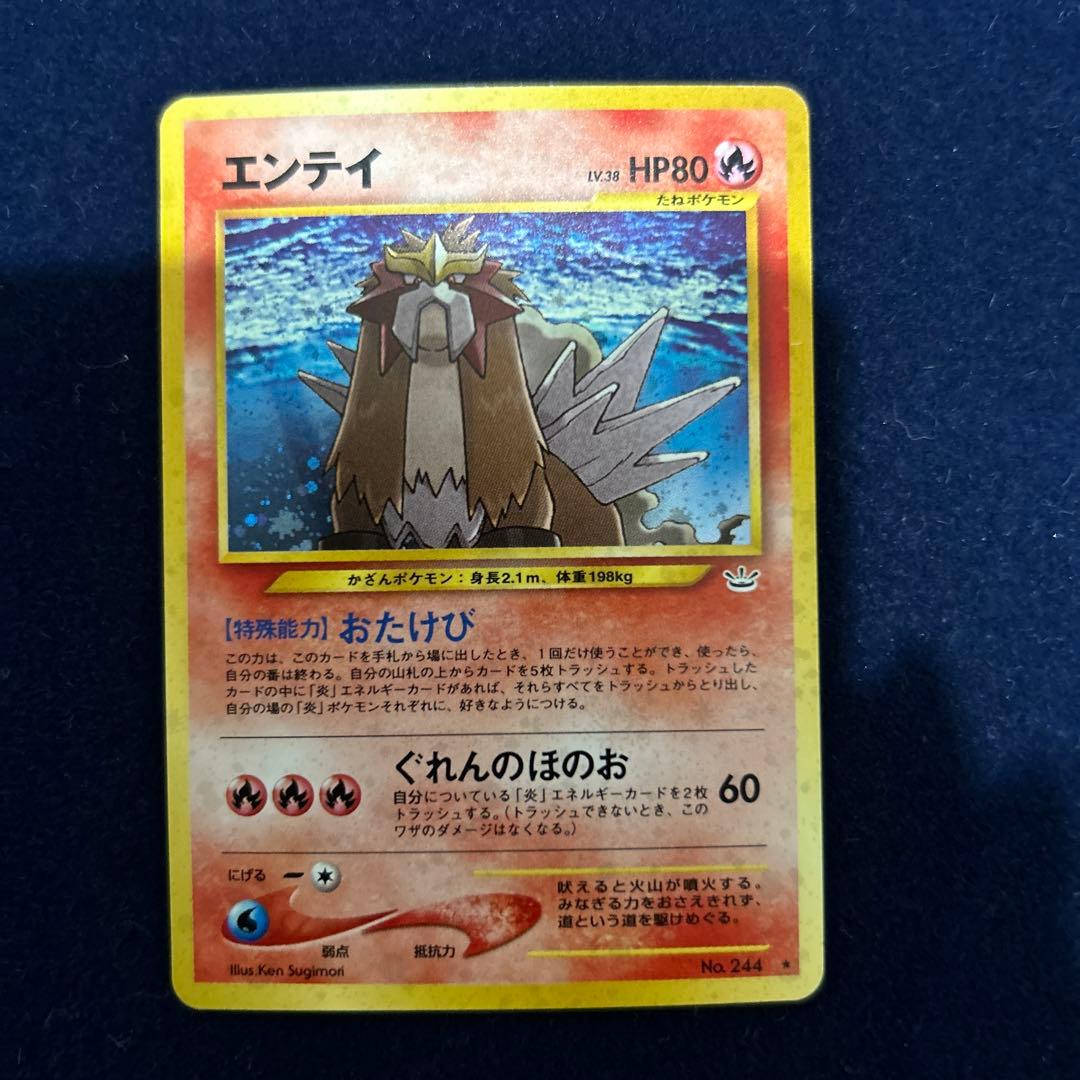 エンテイ LV.38 HP80
たねポケモン
かざんポケモン：身長2.1m、体重198kg
【特殊能力】おたけび
この力は、このカードを手札から場に出したとき、1回だけ使うことができ、使ったら、
自分の番は終わる。自分の山札の上からカードを5枚トラッシュする。トラッシュした
カードの中に「炎」エネルギーカードがあれば、それらすべてをトラッシュからとり出し、
自分の場の「炎」ポケモンそれぞれに、好きなようにつける。
ぐれんのほのお 60
自分についている「炎」エネルギーカードを2枚
トラッシュする。（トラッシュできないとき、この
ワザのダメージはなくなる。）
にげる
弱点 抵抗力
吠えると火山が噴火する。
みなぎる力をおさえきれず、
道という道を駆けめぐる。
Illus.Ken Sugimori
No.244 ★